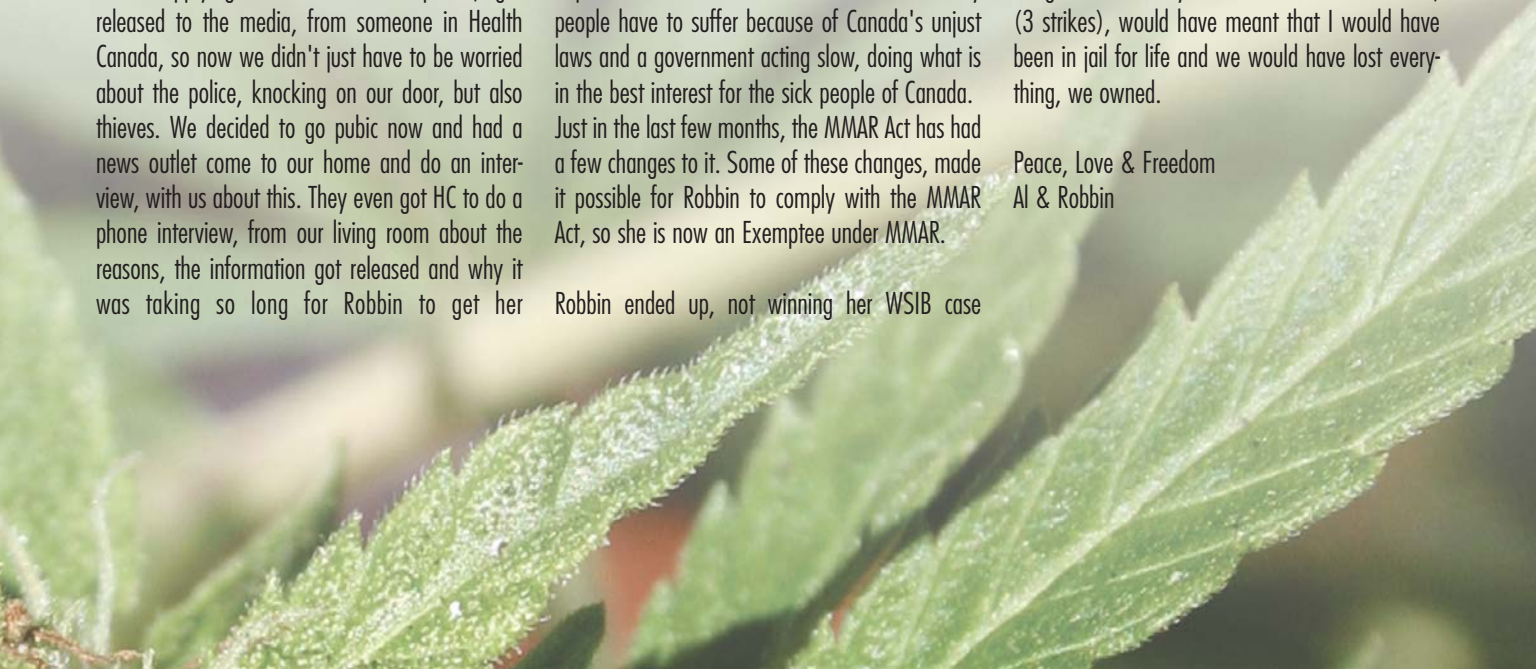 released to the media, from someone in Health
Canada, so now we didn't just have to be worried
about the police, knocking on our door, but also
thieves. We decided to go pubic now and had a
news outlet come to our home and do an inter-
view, with us about this. They even got HC to do a
phone interview, from our living room about the
reasons, the information got released and why it
was taking so long for Robbin to get her
people have to suffer because of Canada's unjust
laws and a government acting slow, doing what is
in the best interest for the sick people of Canada.
Just in the last few months, the MMAR Act has had
a few changes to it. Some of these changes, made
it possible for Robbin to comply with the MMAR
Act, so she is now an Exemptee under MMAR.
Robbin ended up, not winning her WSIB case
(3 strikes), would have meant that I would have
been in jail for life and we would have lost every-
thing, we owned.
Peace, Love & Freedom
Al & Robbin